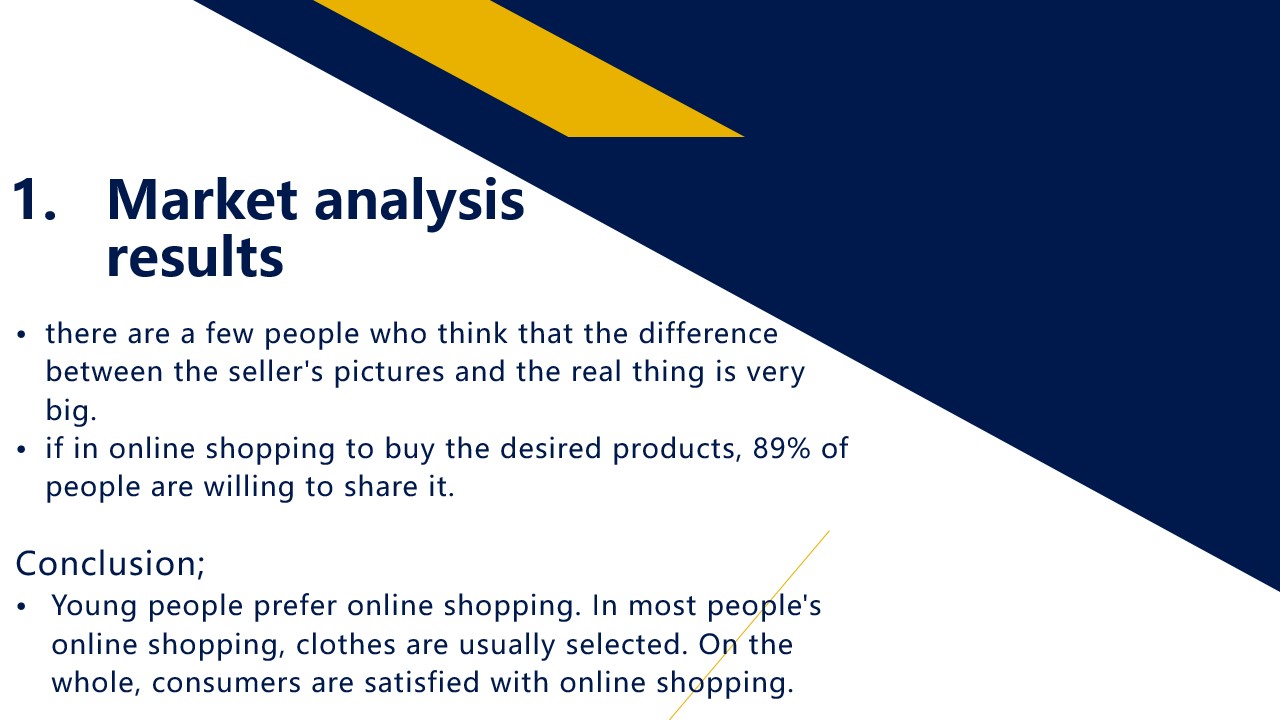 1. Market analysis
results
• there are a few people who think that the difference
between the seller's pictures and the real thing is very
big.
• if in online shopping to buy the desired products, 89% of
people are willing to share it.
Conclusion;
• Young people prefer online shopping. In most people's
online shopping, clothes are usually selected. On the
whole, consumers are satisfied with online shopping.